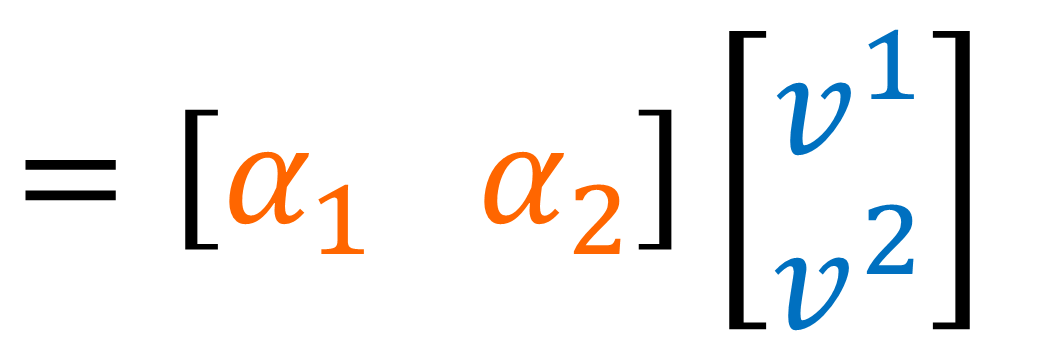 = [α₁ α₂] [v¹
v²]